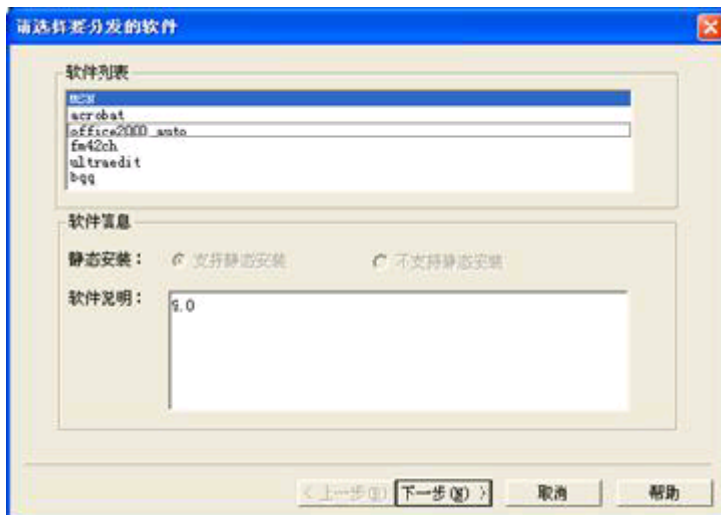 请选择要分发的软件
软件列表
msn
acrobat
office2000_auto
fm42ch
ultraedit
bqq
软件信息
静态安装： 支持静态安装 不支持静态安装
软件说明： 9.0
<上一步(B) 下一步(N) > 取消 帮助